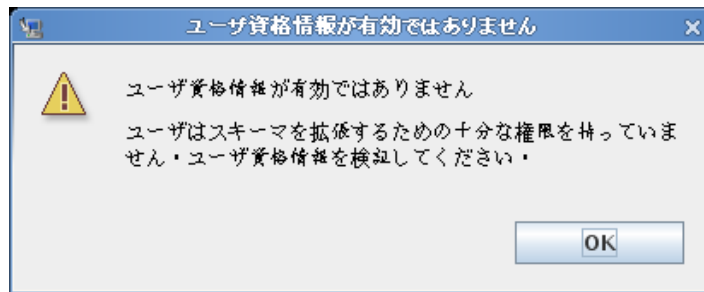 ユーザ資格情報が有効ではありません
ユーザ資格情報が有効ではありません
ユーザはスキーマを拡張するための十分な権限を持っていま
せん・ユーザ資格情報を検証してください・
OK